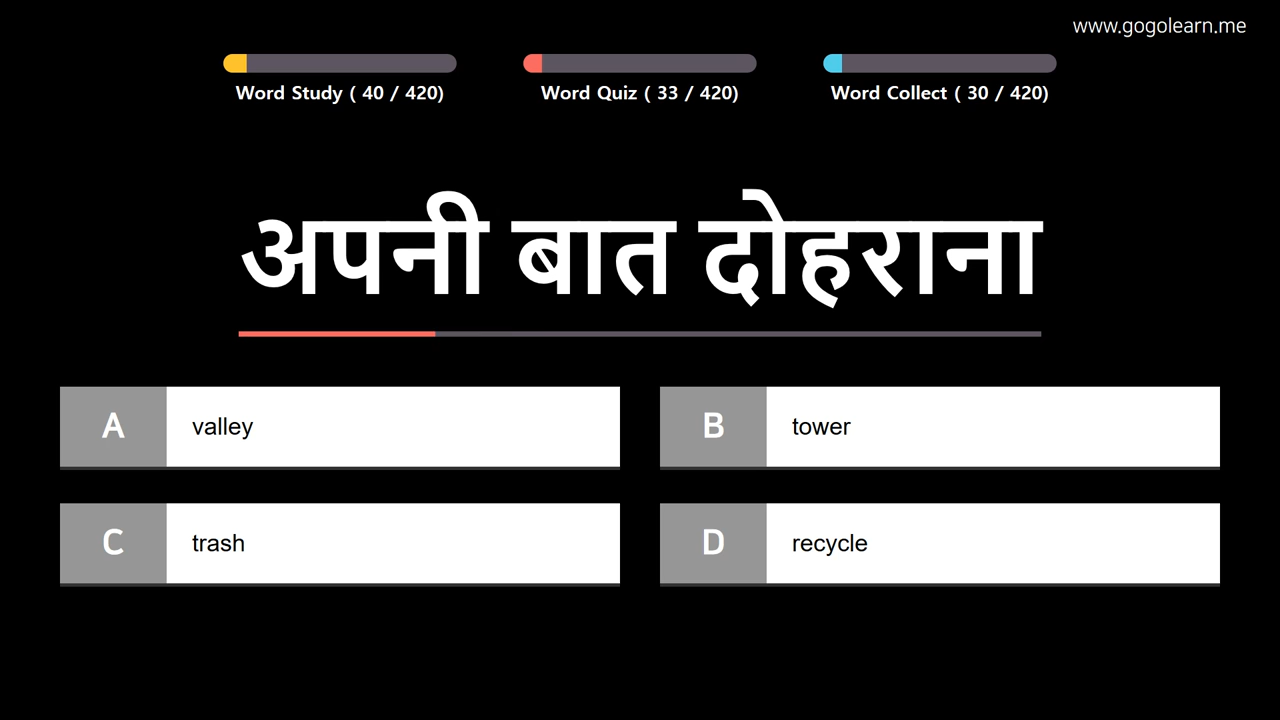 www.gogolearn.me
Word Study ( 40 / 420)
Word Quiz ( 33 / 420)
Word Collect ( 30 / 420)
अपनी बात दोहराना
A valley
B tower
C trash
D recycle